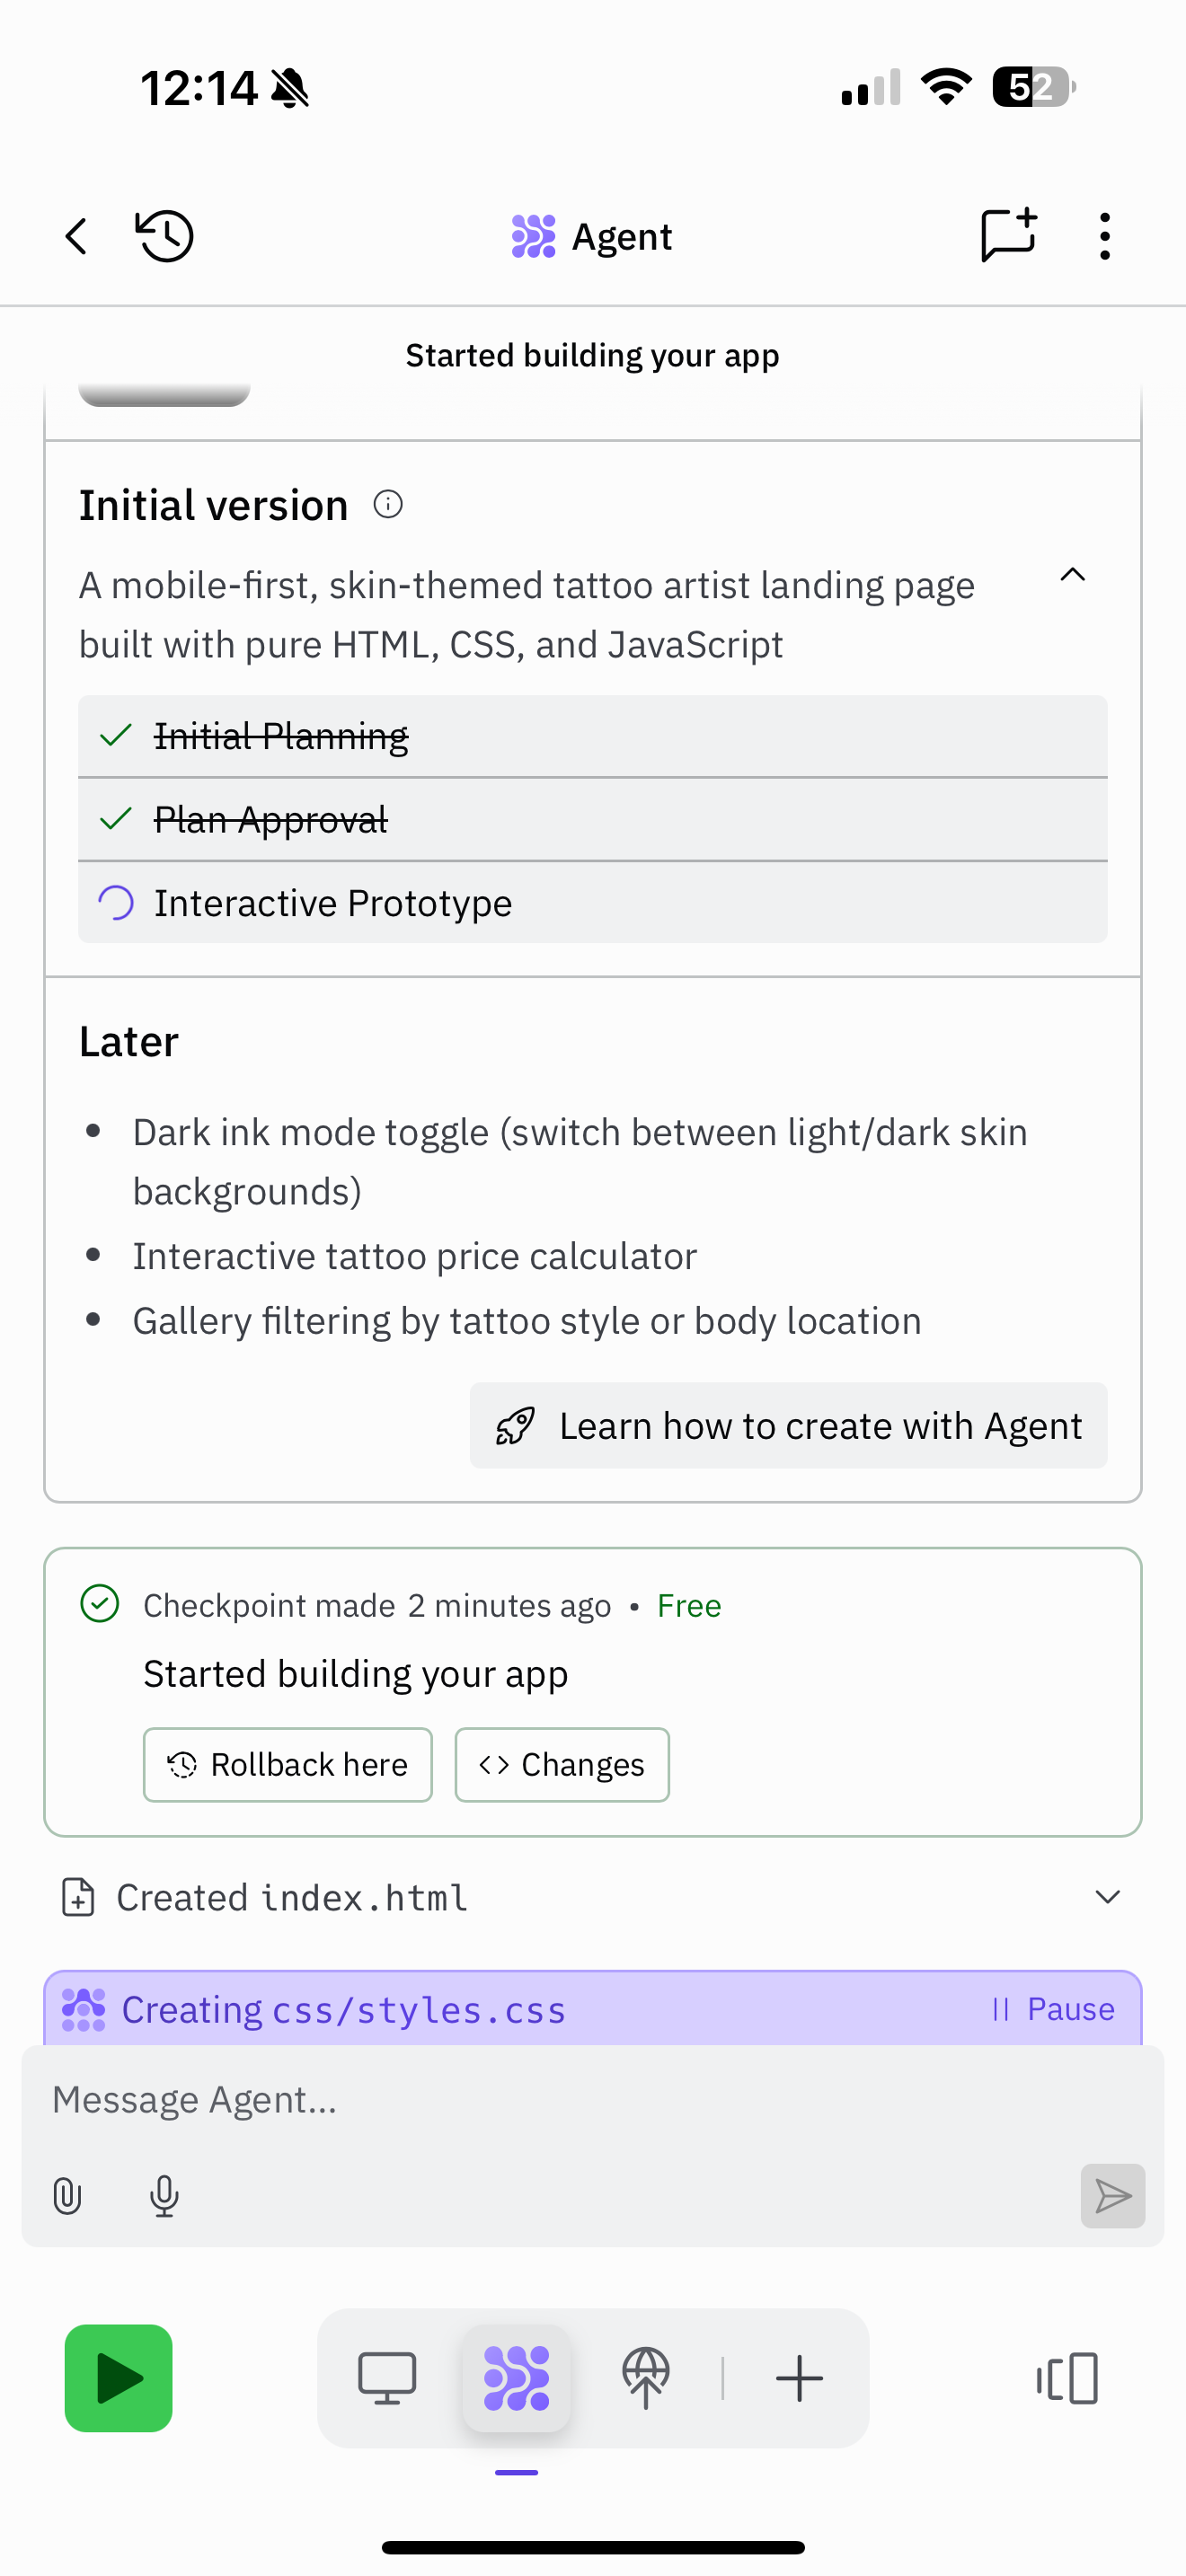 12:14
52
Agent
Started building your app
Initial version
A mobile-first, skin-themed tattoo artist landing page
built with pure HTML, CSS, and JavaScript
Initial Planning
Plan Approval
Interactive Prototype
Later
• Dark ink mode toggle (switch between light/dark skin
backgrounds)
• Interactive tattoo price calculator
• Gallery filtering by tattoo style or body location
Learn how to create with Agent
Checkpoint made 2 minutes ago • Free
Started building your app
Rollback here
Changes
Created index.html
Creating css/styles.css
Pause
Message Agent...